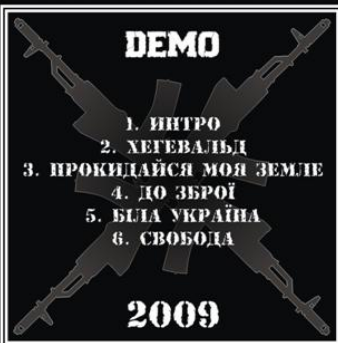 DEMO
1. ИНТРО
2. ХЕГЕВАЛЬД
3. ПРОКИДАЙСЯ МОЯ ЗЕМЛЕ
4. ДО ЗБРОЇ
5. БІЛА УКРАЇНА
6. СВОБОДА
2009